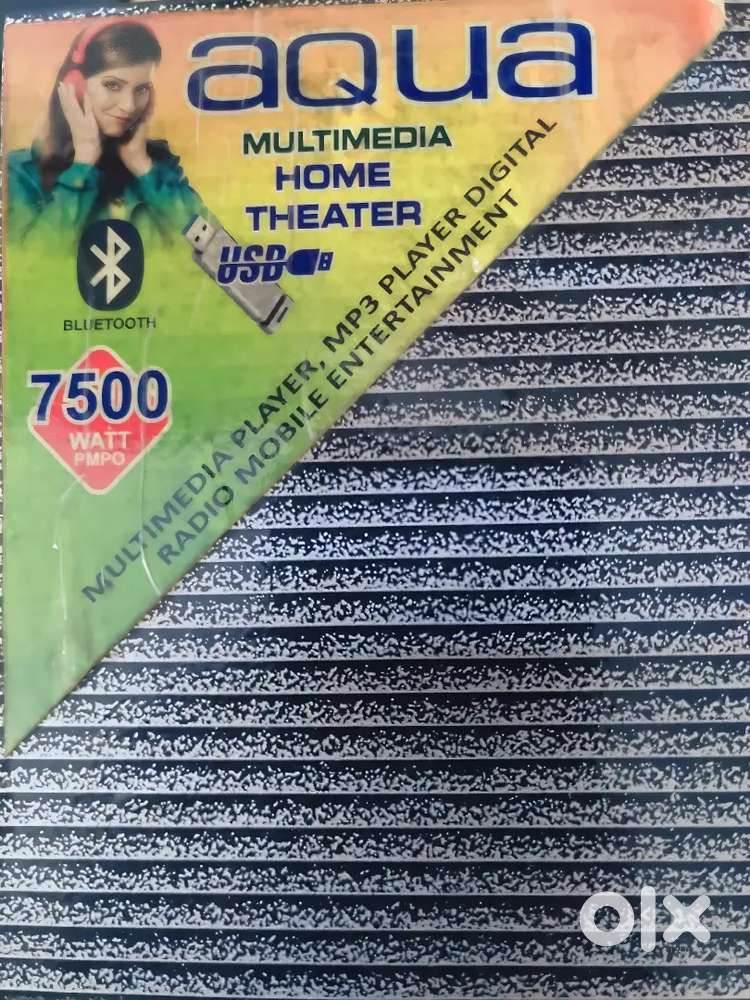 aqua
MULTIMEDIA
HOME
THEATER
USB
BLUETOOTH
7500
WATT
PMPO
MULTIMEDIA PLAYER, MP3 PLAYER DIGITAL
RADIO MOBILE ENTERTAINMENT
olx